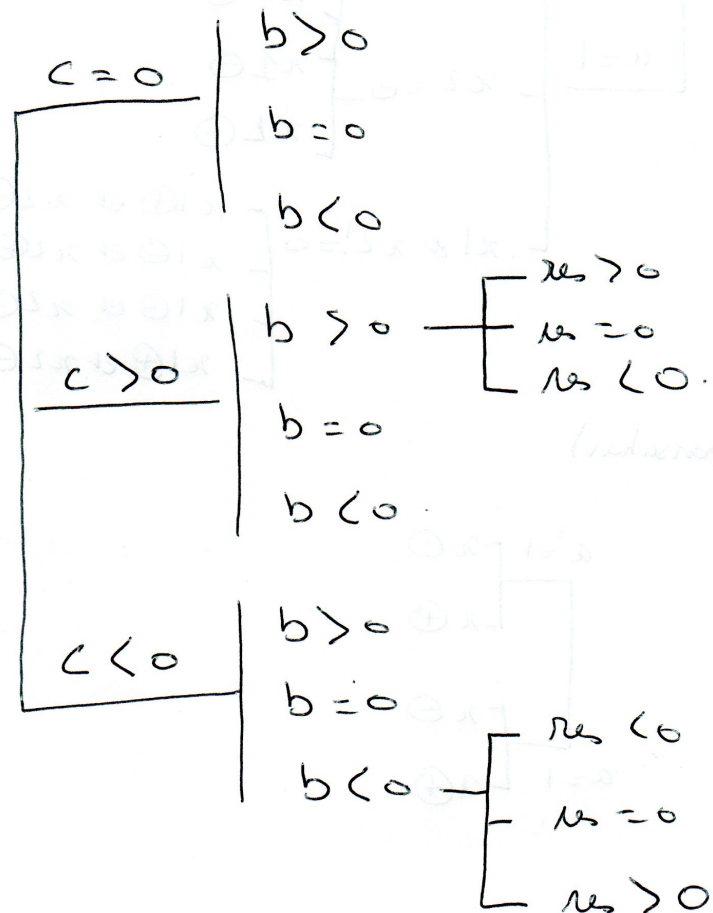 c = 0
b > 0
b = 0
b < 0
c > 0
b > 0
res > 0
res = 0
res < 0.
b = 0
b < 0
c < 0
b > 0
b = 0
b < 0
res < 0
res = 0
res > 0